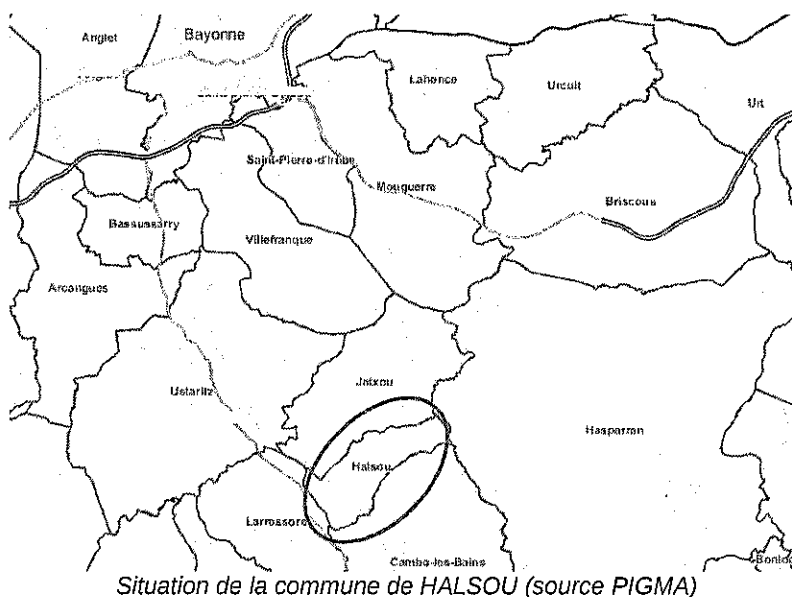 Anglet
Bayonne
Lahonce
Urcuit
Urt
Saint-Pierre-d'Irube
Mouguerre
Briscous
Bassussarry
Villefranque
Arcangues
Ustaritz
Jatxou
Hasparren
Halsou
Larressore
Cambo-les-Bains
Situation de la commune de HALSOU (source PIGMA)